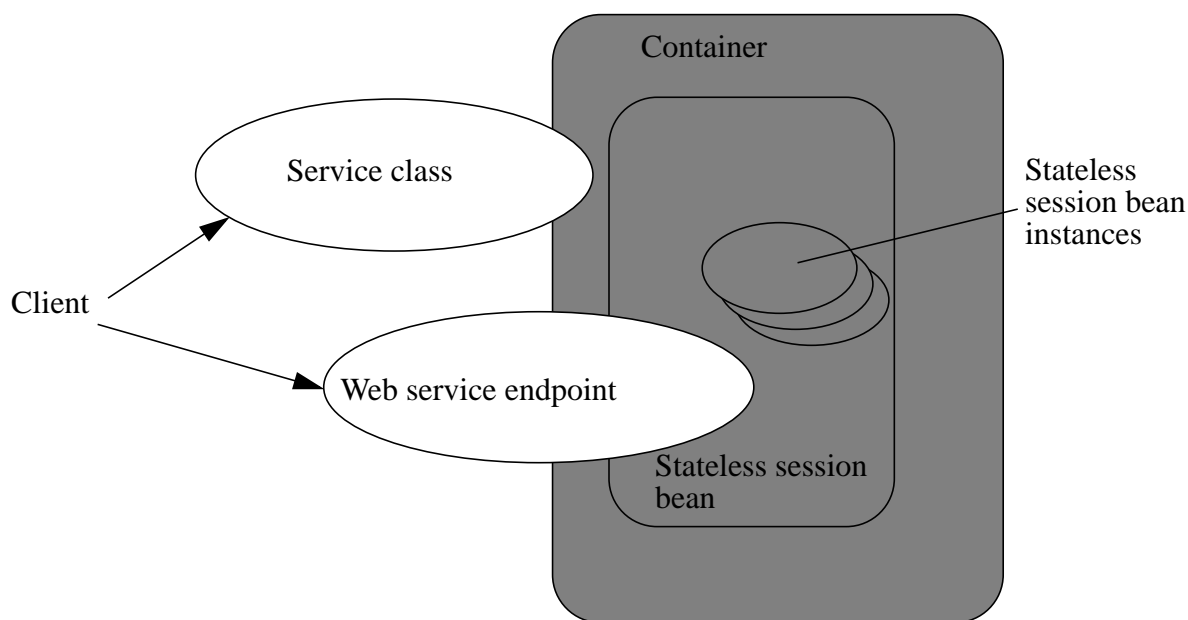 Container
Service class
Stateless
session bean
instances
Client
Web service endpoint
Stateless session
bean